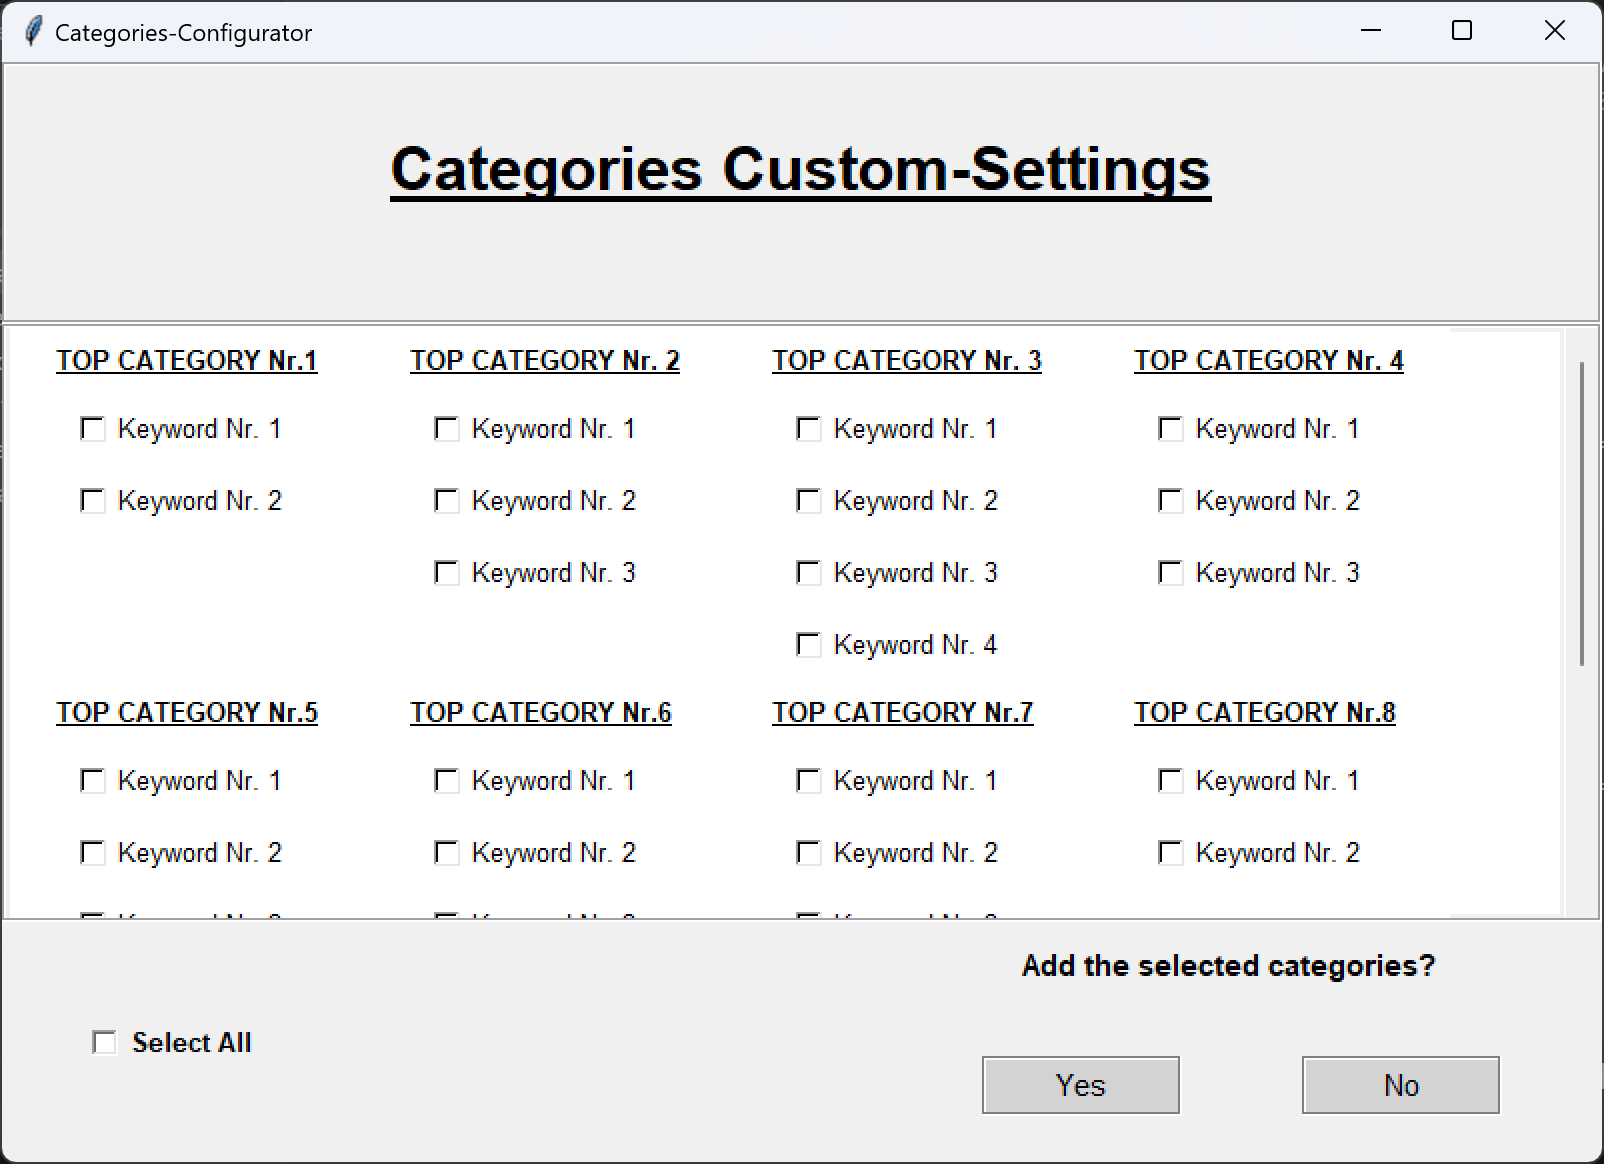 Categories-Configurator
Categories Custom-Settings
TOP CATEGORY Nr.1 TOP CATEGORY Nr. 2 TOP CATEGORY Nr. 3 TOP CATEGORY Nr. 4
Keyword Nr. 1 Keyword Nr. 1 Keyword Nr. 1 Keyword Nr. 1
Keyword Nr. 2 Keyword Nr. 2 Keyword Nr. 2 Keyword Nr. 2
Keyword Nr. 3 Keyword Nr. 3 Keyword Nr. 3
Keyword Nr. 4
TOP CATEGORY Nr.5 TOP CATEGORY Nr.6 TOP CATEGORY Nr.7 TOP CATEGORY Nr.8
Keyword Nr. 1 Keyword Nr. 1 Keyword Nr. 1 Keyword Nr. 1
Keyword Nr. 2 Keyword Nr. 2 Keyword Nr. 2 Keyword Nr. 2
Add the selected categories?
Select All
Yes No